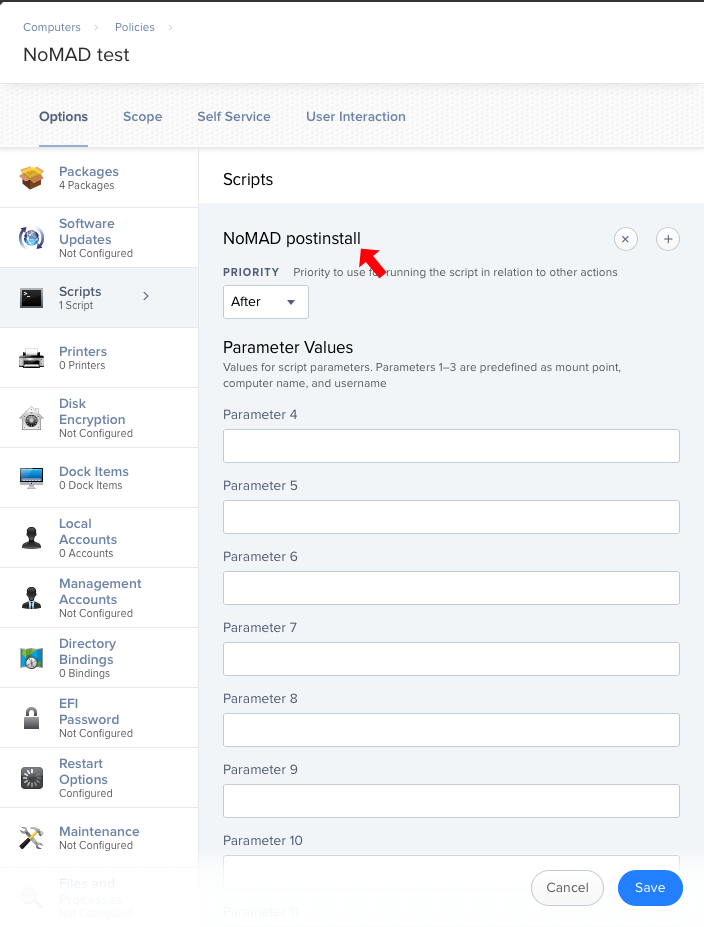 Computers
Policies
NoMAD test
Options
Scope
Self Service
User Interaction
Packages
4 Packages
Software
Updates
Not Configured
Scripts
1 Script
Printers
0 Printers
Disk
Encryption
Not Configured
Dock Items
0 Dock Items
Local
Accounts
0 Accounts
Management
Accounts
Not Configured
Directory
Bindings
0 Bindings
EFI
Password
Not Configured
Restart
Options
Configured
Maintenance
Not Configured
Files and
Processes
Not Configured
Scripts
NoMAD postinstall
PRIORITY Priority to use for running the script in relation to other actions
After
Parameter Values
Values for script parameters. Parameters 1–3 are predefined as mount point,
computer name, and username
Parameter 4
Parameter 5
Parameter 6
Parameter 7
Parameter 8
Parameter 9
Parameter 10
Parameter 11
Cancel
Save